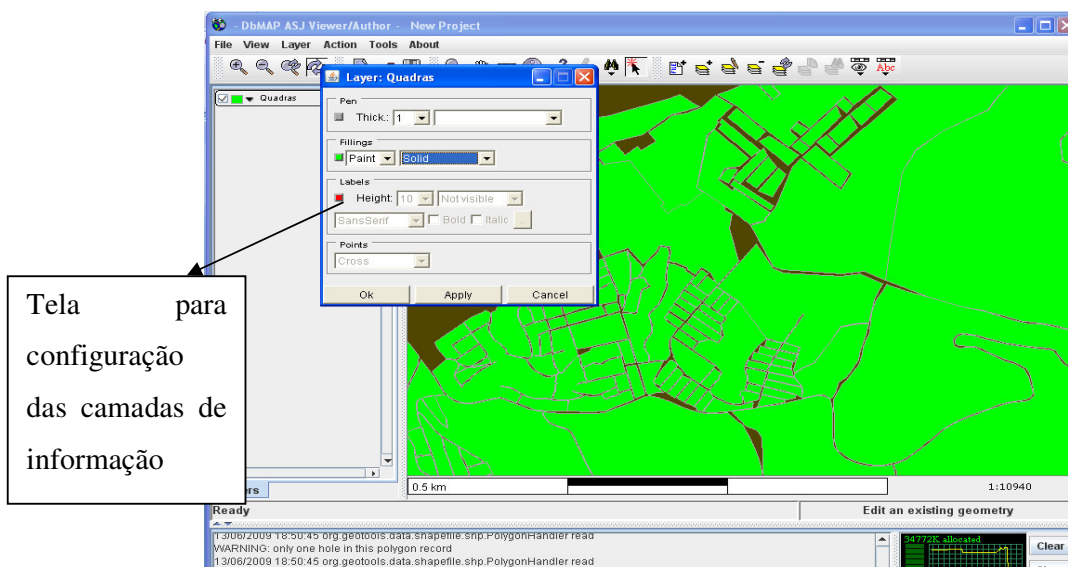 - DbMAP ASJ Viewer/Author - New Project
File View Layer Action Tools About
Abc
Layer: Quadras
Quadras
Pen
Thick.: 1
Fillings
Paint Solid
Labels
Height: 10 Not visible
SansSerif Bold Italic
Points
Cross
Ok Apply Cancel
Tela para
configuração
das camadas de
informação
0.5 km
1:10940
Ready
Edit an existing geometry
13/06/2009 18:50:45 org.geotools.data.shapefile.shp.PolygonHandler read
WARNING: only one hole in this polygon record
13/06/2009 18:50:45 org.geotools.data.shapefile.shp.PolygonHandler read
34772K allocated
Clear